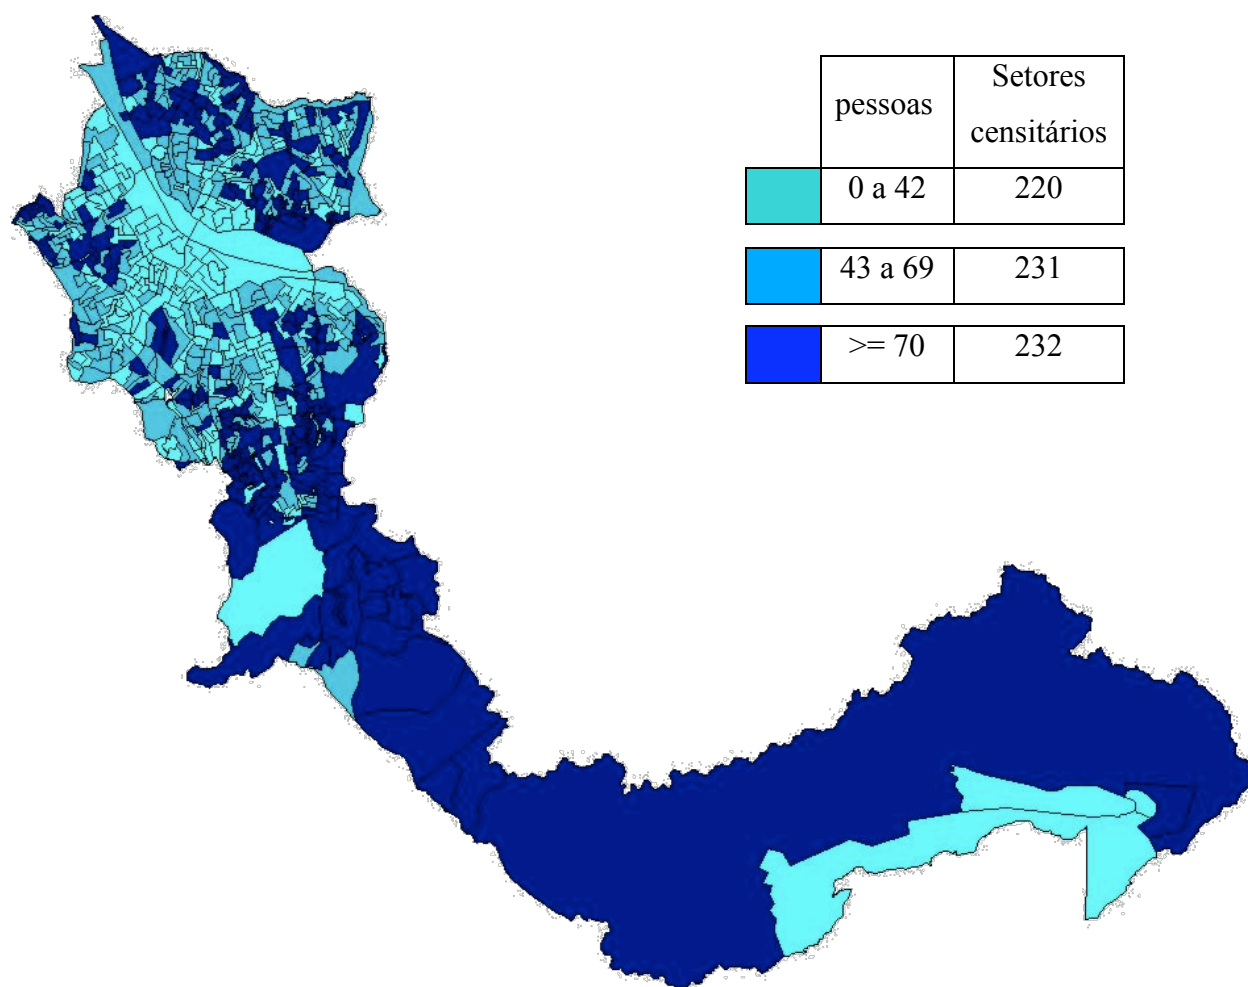 pessoas
Setores
censitários
0 a 42
220
43 a 69
231
>= 70
232